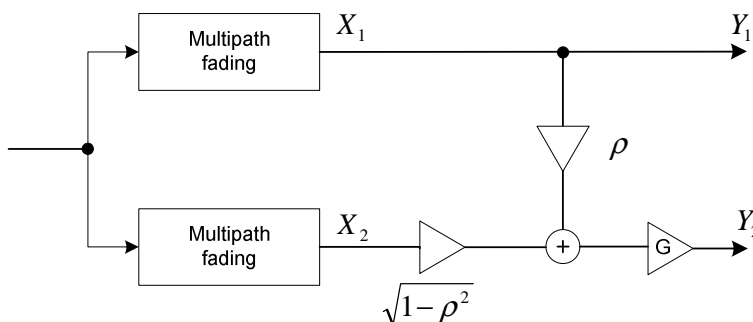 Multipath
fading
X₁
Y₁
ρ
Multipath
fading
X₂
√1−ρ²
+
G
Y₂